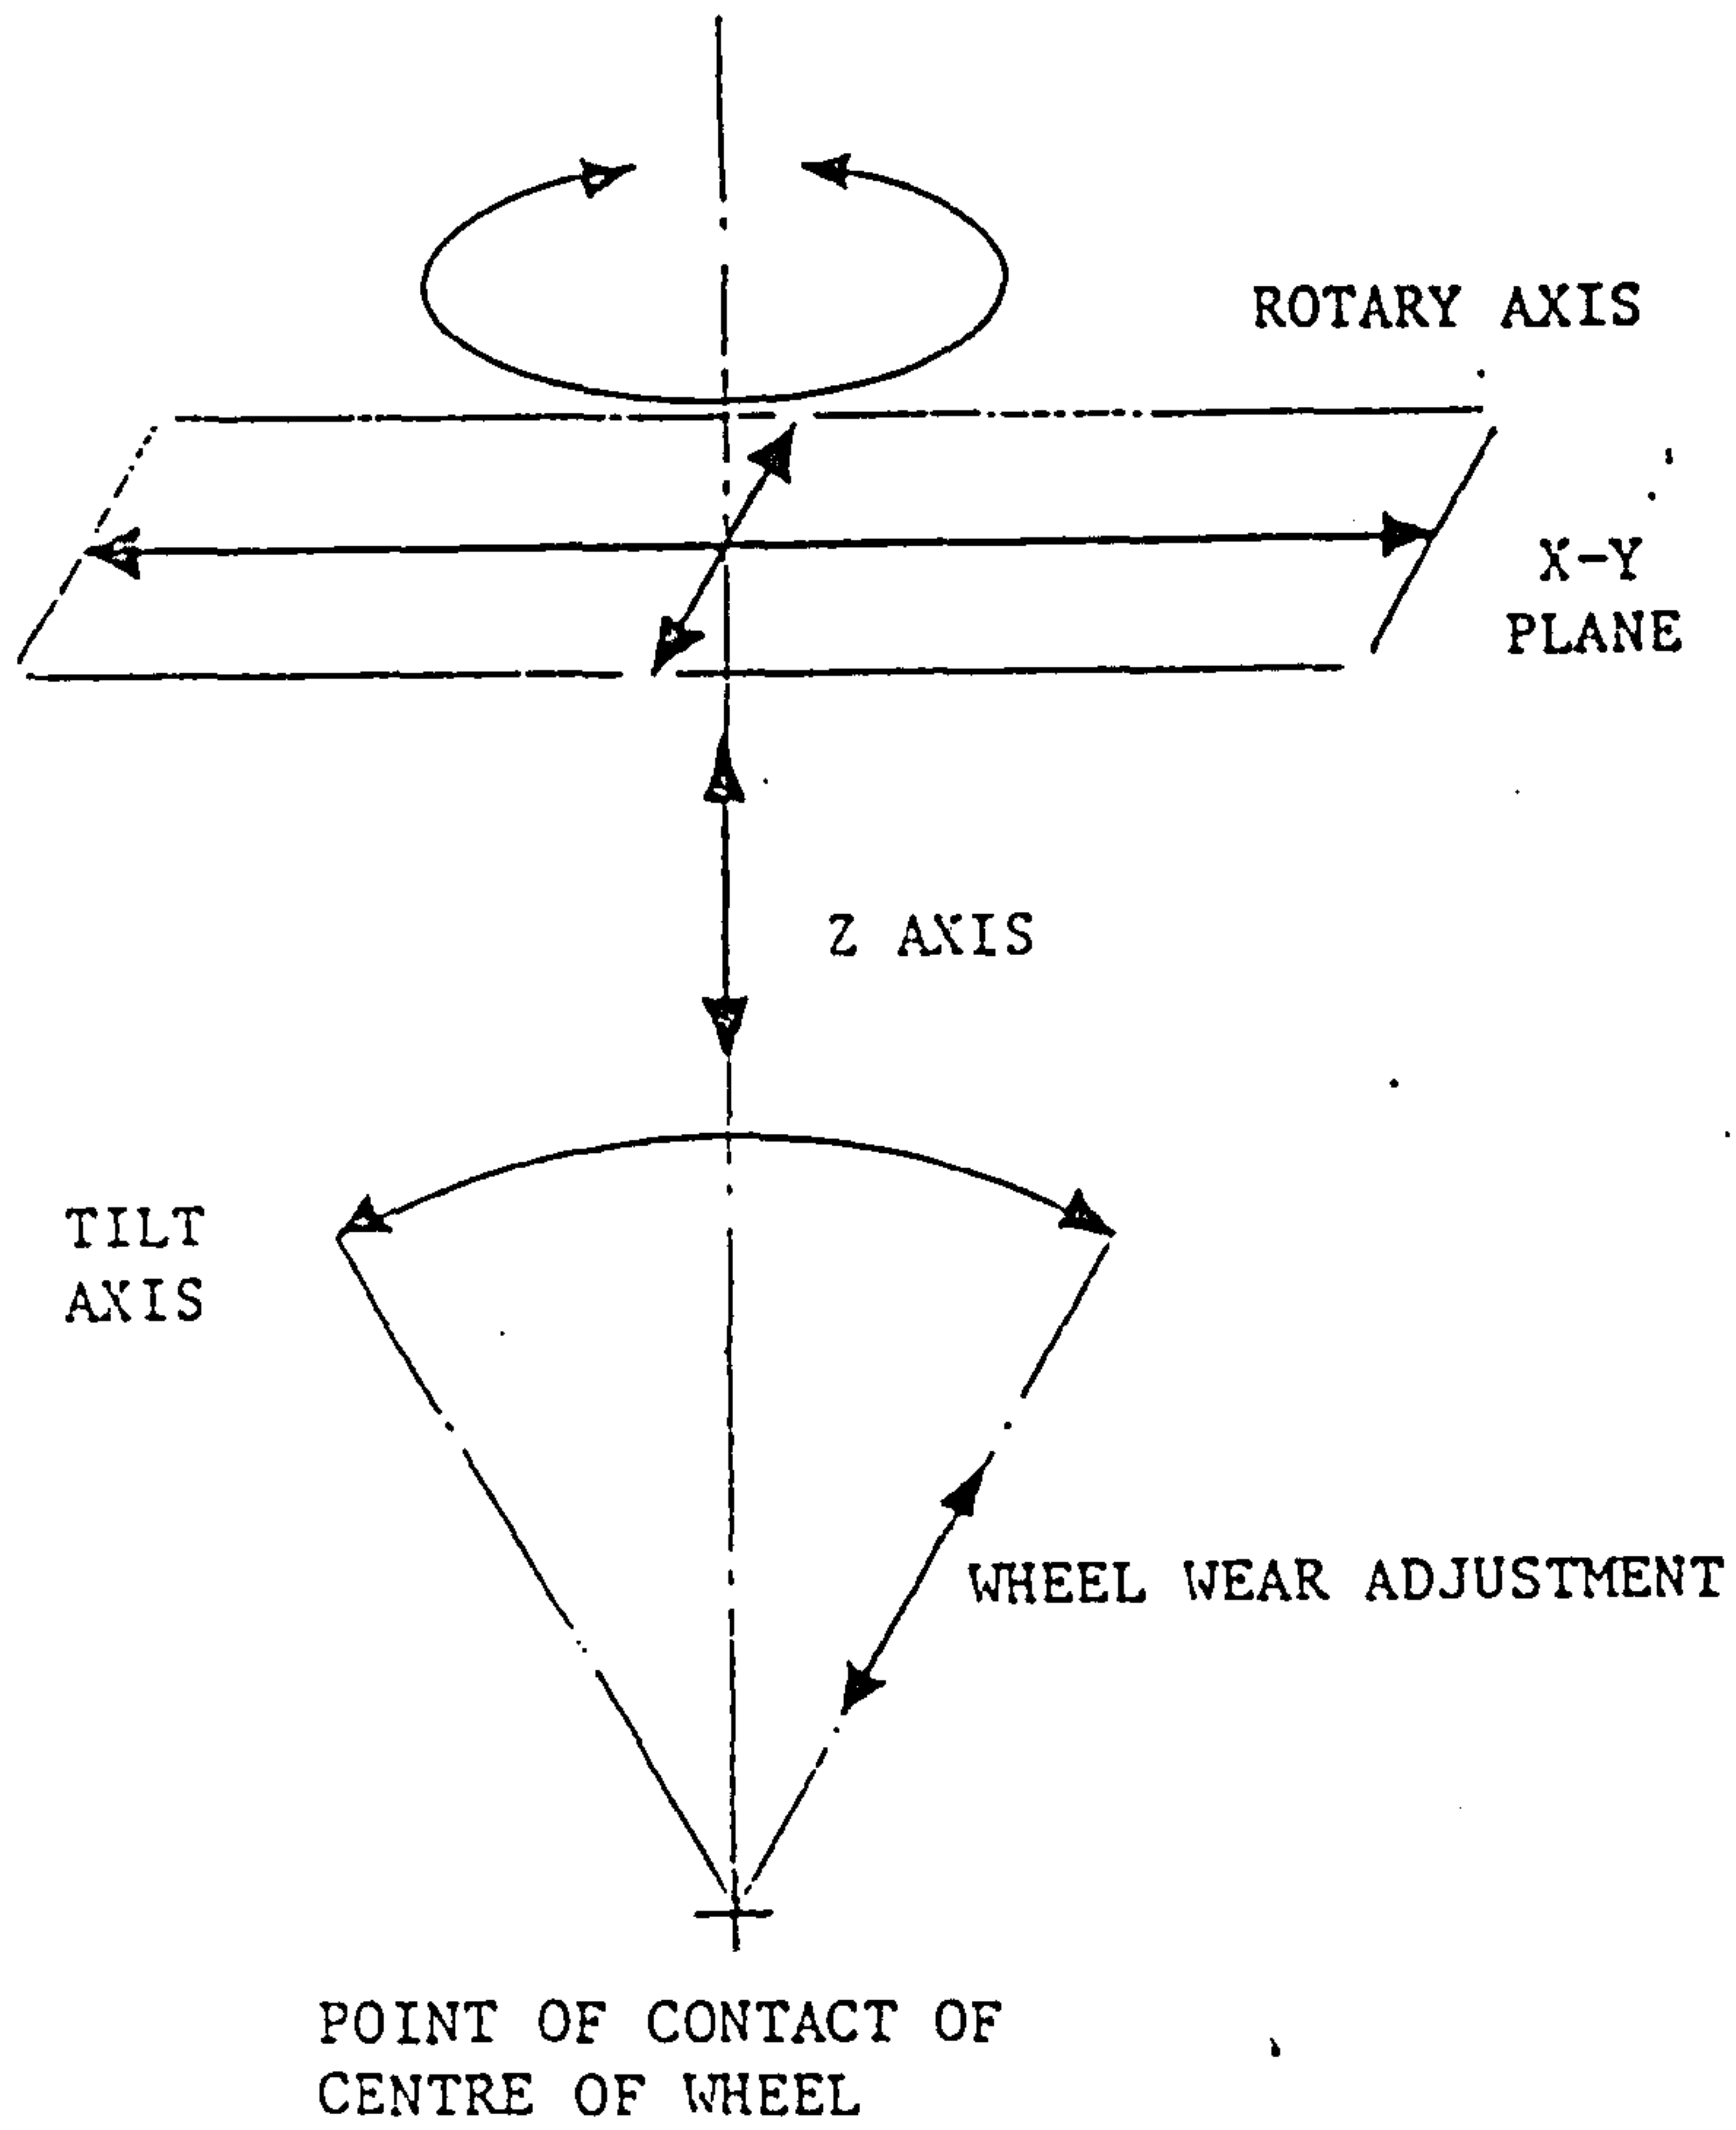 ROTARY AXIS
X-Y
PLANE
Z AXIS
TILT
AXIS
WHEEL WEAR ADJUSTMENT
POINT OF CONTACT OF
CENTRE OF WHEEL